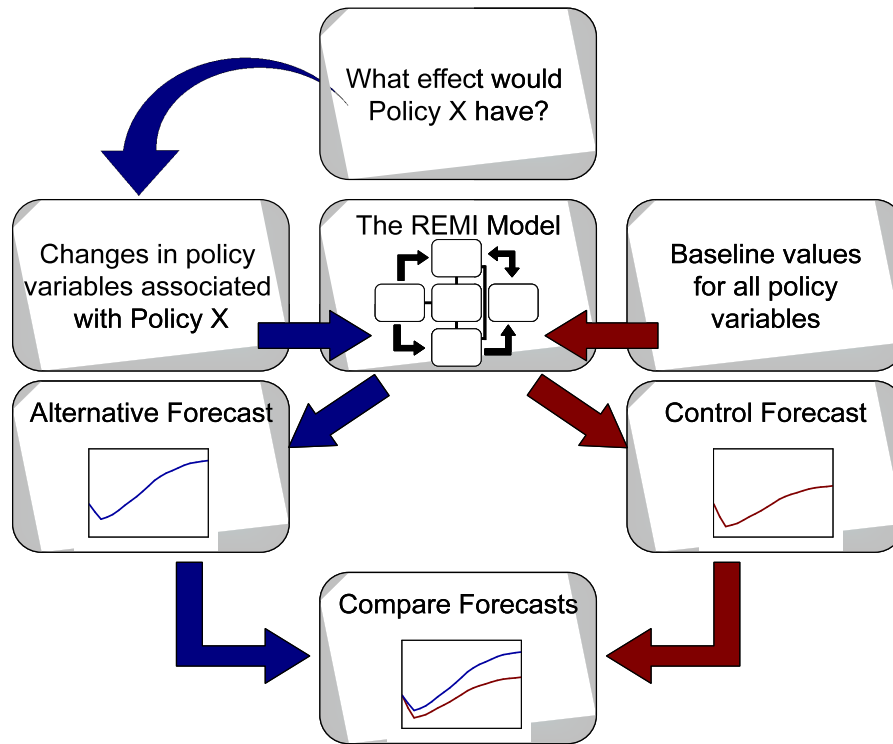 What effect would
Policy X have?
Changes in policy
variables associated
with Policy X
The REMI Model
Baseline values
for all policy
variables
Alternative Forecast
Control Forecast
Compare Forecasts